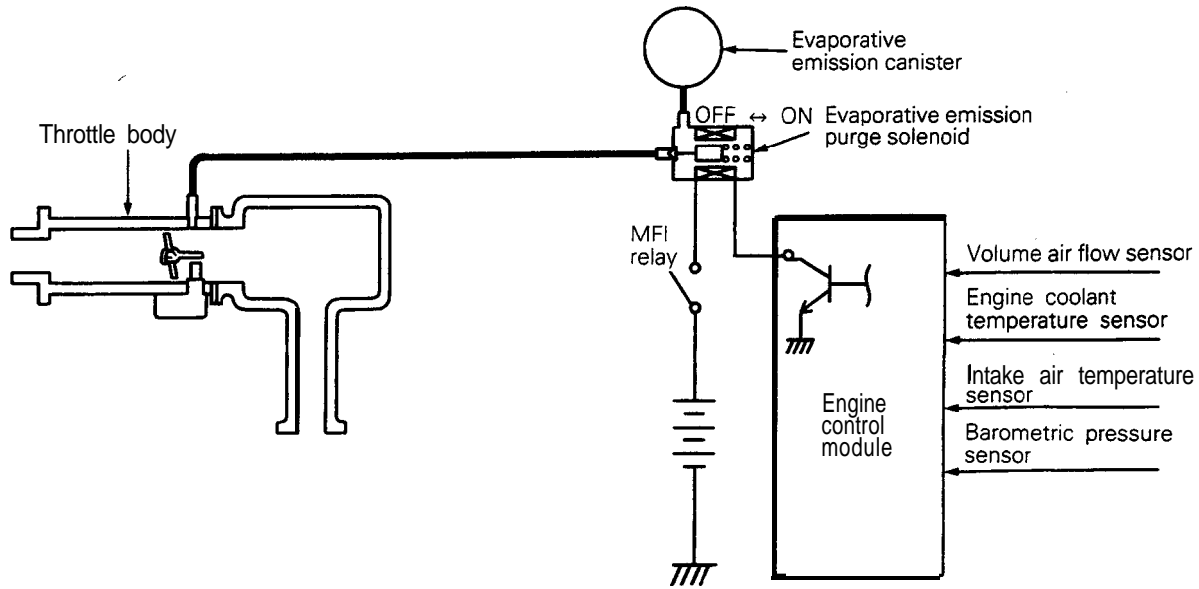 Evaporative
emission canister
OFF ↔ ON
Evaporative emission
purge solenoid
Throttle body
MFI
relay
Volume air flow sensor
Engine coolant
temperature sensor
Intake air temperature
sensor
Barometric pressure
sensor
Engine
control
module